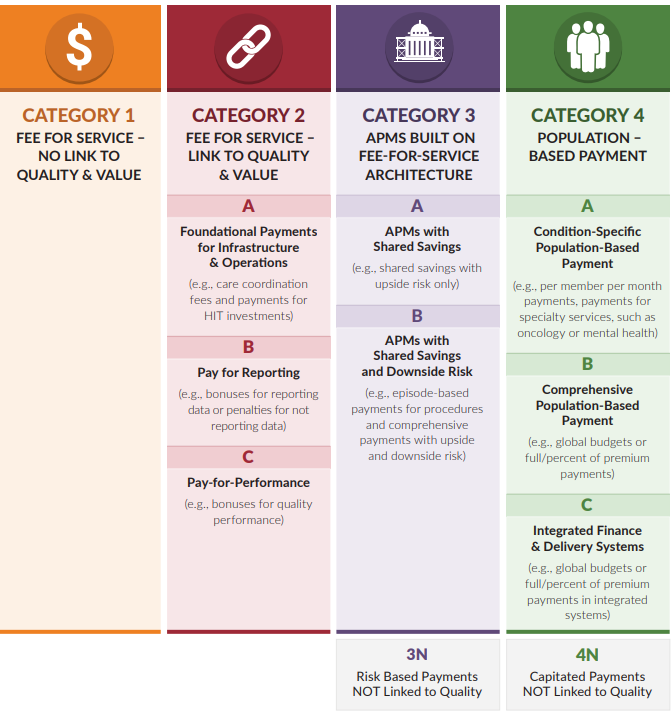 $
CATEGORY 1
FEE FOR SERVICE –
NO LINK TO
QUALITY & VALUE
CATEGORY 2
FEE FOR SERVICE –
LINK TO QUALITY
& VALUE
A
Foundational Payments
for Infrastructure
& Operations
(e.g., care coordination
fees and payments for
HIT investments)
B
Pay for Reporting
(e.g., bonuses for reporting
data or penalties for not
reporting data)
C
Pay-for-Performance
(e.g., bonuses for quality
performance)
CATEGORY 3
APMS BUILT ON
FEE-FOR-SERVICE
ARCHITECTURE
A
APMs with
Shared Savings
(e.g., shared savings with
upside risk only)
B
APMs with
Shared Savings
and Downside Risk
(e.g., episode-based
payments for procedures
and comprehensive
payments with upside
and downside risk)
3N
Risk Based Payments
NOT Linked to Quality
CATEGORY 4
POPULATION –
BASED PAYMENT
A
Condition-Specific
Population-Based
Payment
(e.g., per member per month
payments, payments for
specialty services, such as
oncology or mental health)
B
Comprehensive
Population-Based
Payment
(e.g., global budgets or
full/percent of premium
payments)
C
Integrated Finance
& Delivery Systems
(e.g., global budgets or
full/percent of premium
payments in integrated
systems)
4N
Capitated Payments
NOT Linked to Quality